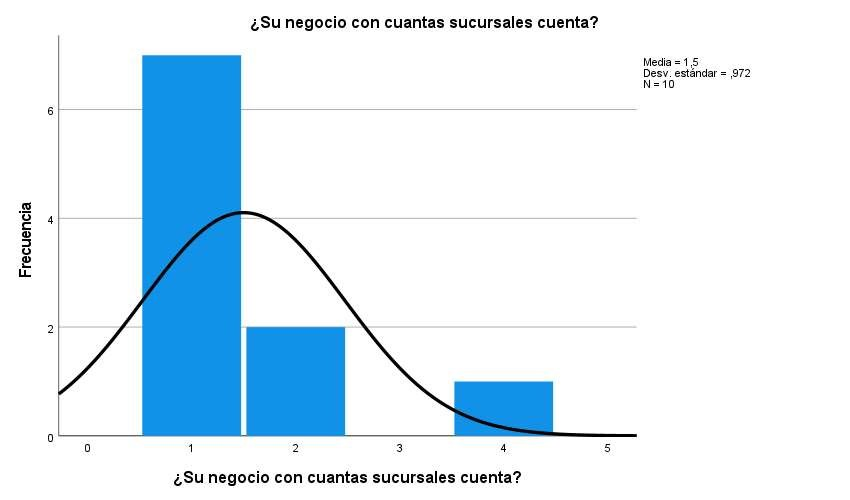 ¿Su negocio con cuantas sucursales cuenta?
Media = 1,5
Desv. estándar = ,972
N = 10
Frecuencia
6
4
2
0
0 1 2 3 4 5
¿Su negocio con cuantas sucursales cuenta?